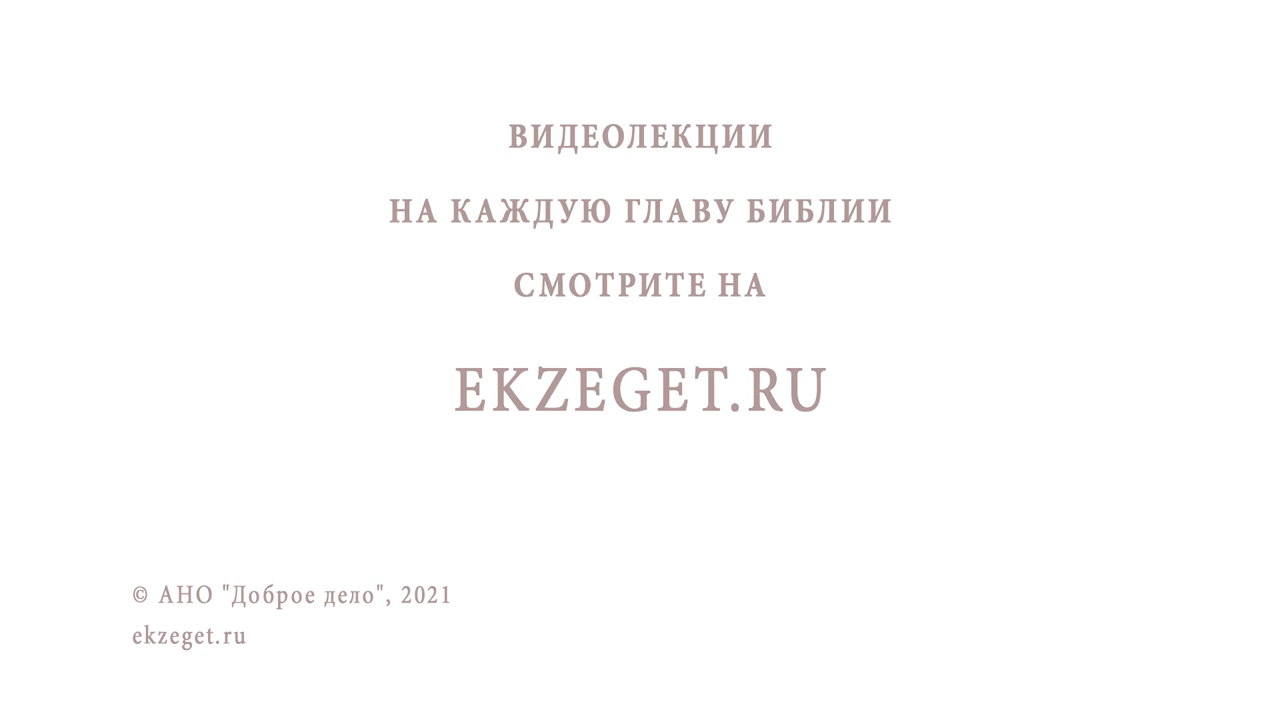 ВИДЕОЛЕКЦИИ
НА КАЖДУЮ ГЛАВУ БИБЛИИ
СМОТРИТЕ НА
EKZEGET.RU
© АНО "Доброе дело", 2021
ekzeget.ru